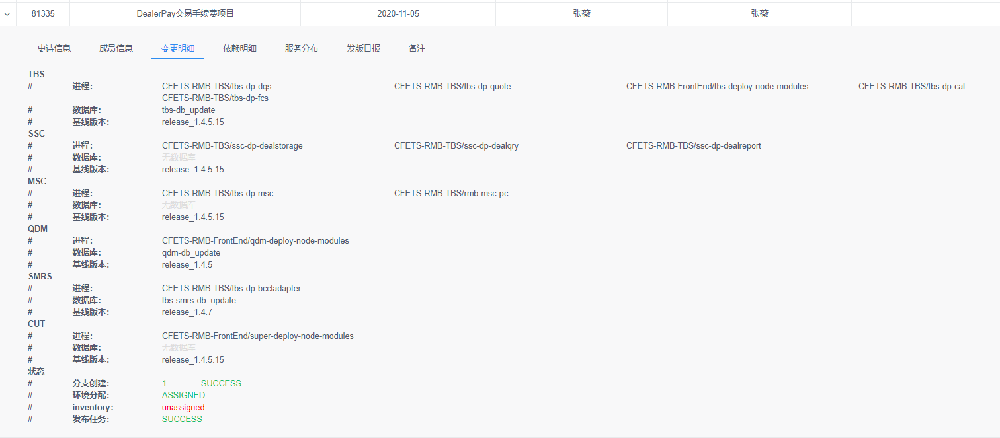 81335 DealerPay交易手续费项目 2020-11-05 张薇 张薇
史诗信息 成员信息 变更明细 依赖明细 服务分布 发版日报 备注
TBS
# 进程: CFETS-RMB-TBS/tbs-dp-dqs CFETS-RMB-TBS/tbs-dp-quote CFETS-RMB-FrontEnd/tbs-deploy-node-modules CFETS-RMB-TBS/tbs-dp-cal
CFETS-RMB-TBS/tbs-dp-fcs
# 数据库: tbs-db_update
# 基线版本: release_1.4.5.15
SSC
# 进程: CFETS-RMB-TBS/ssc-dp-dealstorage CFETS-RMB-TBS/ssc-dp-dealqry CFETS-RMB-TBS/ssc-dp-dealreport
# 数据库: 无数据库
# 基线版本: release_1.4.5.15
MSC
# 进程: CFETS-RMB-TBS/tbs-dp-msc CFETS-RMB-TBS/rmb-msc-pc
# 数据库: 无数据库
# 基线版本: release_1.4.5.15
QDM
# 进程: CFETS-RMB-FrontEnd/qdm-deploy-node-modules
# 数据库: qdm-db_update
# 基线版本: release_1.4.5
SMRS
# 进程: CFETS-RMB-TBS/tbs-dp-bccladapter
# 数据库: tbs-smrs-db_update
# 基线版本: release_1.4.7
CUT
# 进程: CFETS-RMB-FrontEnd/super-deploy-node-modules
# 数据库: 无数据库
# 基线版本: release_1.4.5.15
状态
# 分支创建: 1. SUCCESS
# 环境分配: ASSIGNED
# inventory: unassigned
# 发布任务: SUCCESS